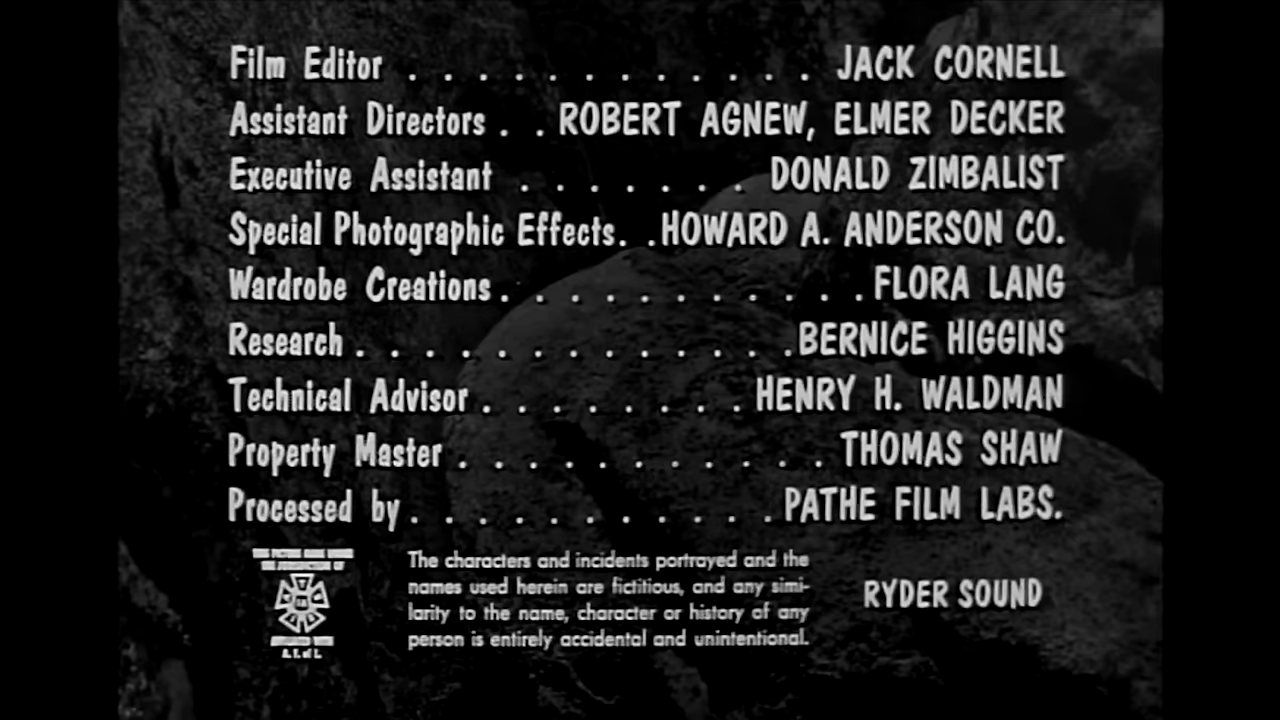 Film Editor . . . . . . . . . . . . JACK CORNELL
Assistant Directors . . ROBERT AGNEW, ELMER DECKER
Executive Assistant . . . . . . . DONALD ZIMBALIST
Special Photographic Effects. .HOWARD A. ANDERSON CO.
Wardrobe Creations . . . . . . . . . . . FLORA LANG
Research . . . . . . . . . . . . . BERNICE HIGGINS
Technical Advisor . . . . . . . . HENRY H. WALDMAN
Property Master . . . . . . . . . . . THOMAS SHAW
Processed by . . . . . . . . . . . PATHE FILM LABS.
The characters and incidents portrayed and the
names used herein are fictitious, and any simi-
larity to the name, character or history of any
person is entirely accidental and unintentional.
RYDER SOUND
A. F. of L.